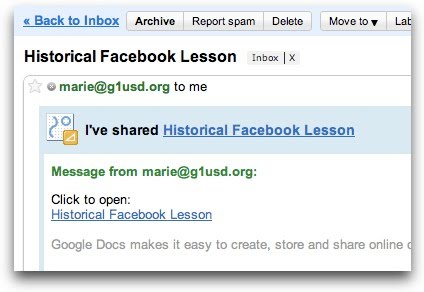 « Back to Inbox Archive Report spam Delete Move to ▼
Historical Facebook Lesson Inbox | X
marie@g1usd.org to me
I've shared Historical Facebook Lesson
Message from marie@g1usd.org:
Click to open:
Historical Facebook Lesson
Google Docs makes it easy to create, store and share online